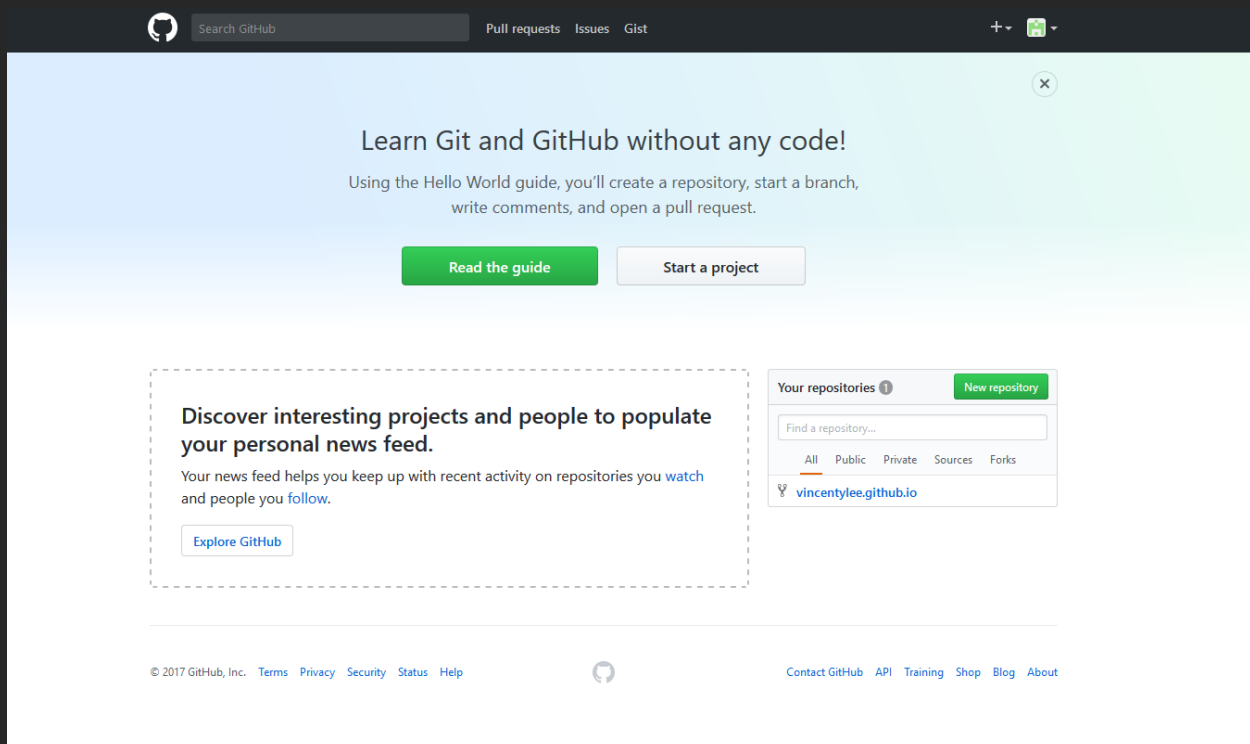 Search GitHub Pull requests Issues Gist
Learn Git and GitHub without any code!
Using the Hello World guide, you’ll create a repository, start a branch,
write comments, and open a pull request.
Read the guide Start a project
Discover interesting projects and people to populate
your personal news feed.
Your news feed helps you keep up with recent activity on repositories you watch
and people you follow.
Explore GitHub
Your repositories 1 New repository
Find a repository...
All Public Private Sources Forks
vincentylee.github.io
© 2017 GitHub, Inc. Terms Privacy Security Status Help Contact GitHub API Training Shop Blog About